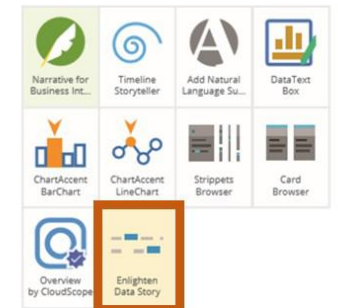 Narrative for
Business Int...
Timeline
Storyteller
Add Natural
Language Su...
DataText
Box
ChartAccent
BarChart
ChartAccent
LineChart
Strippets
Browser
Card
Browser
Overview
by CloudScope
Enlighten
Data Story